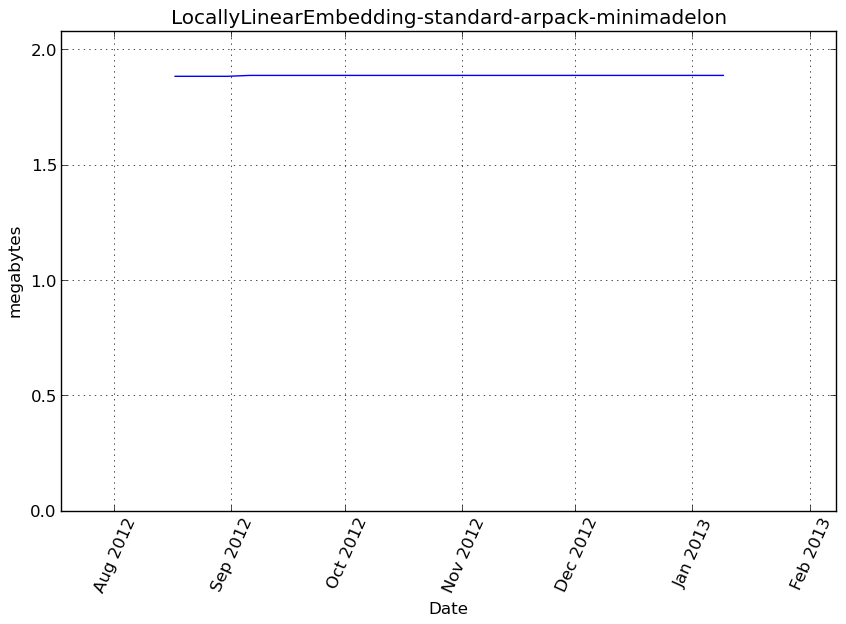 LocallyLinearEmbedding-standard-arpack-minimadelon
2.0
1.5
1.0
0.5
0.0
megabytes
Aug 2012
Sep 2012
Oct 2012
Nov 2012
Dec 2012
Jan 2013
Feb 2013
Date